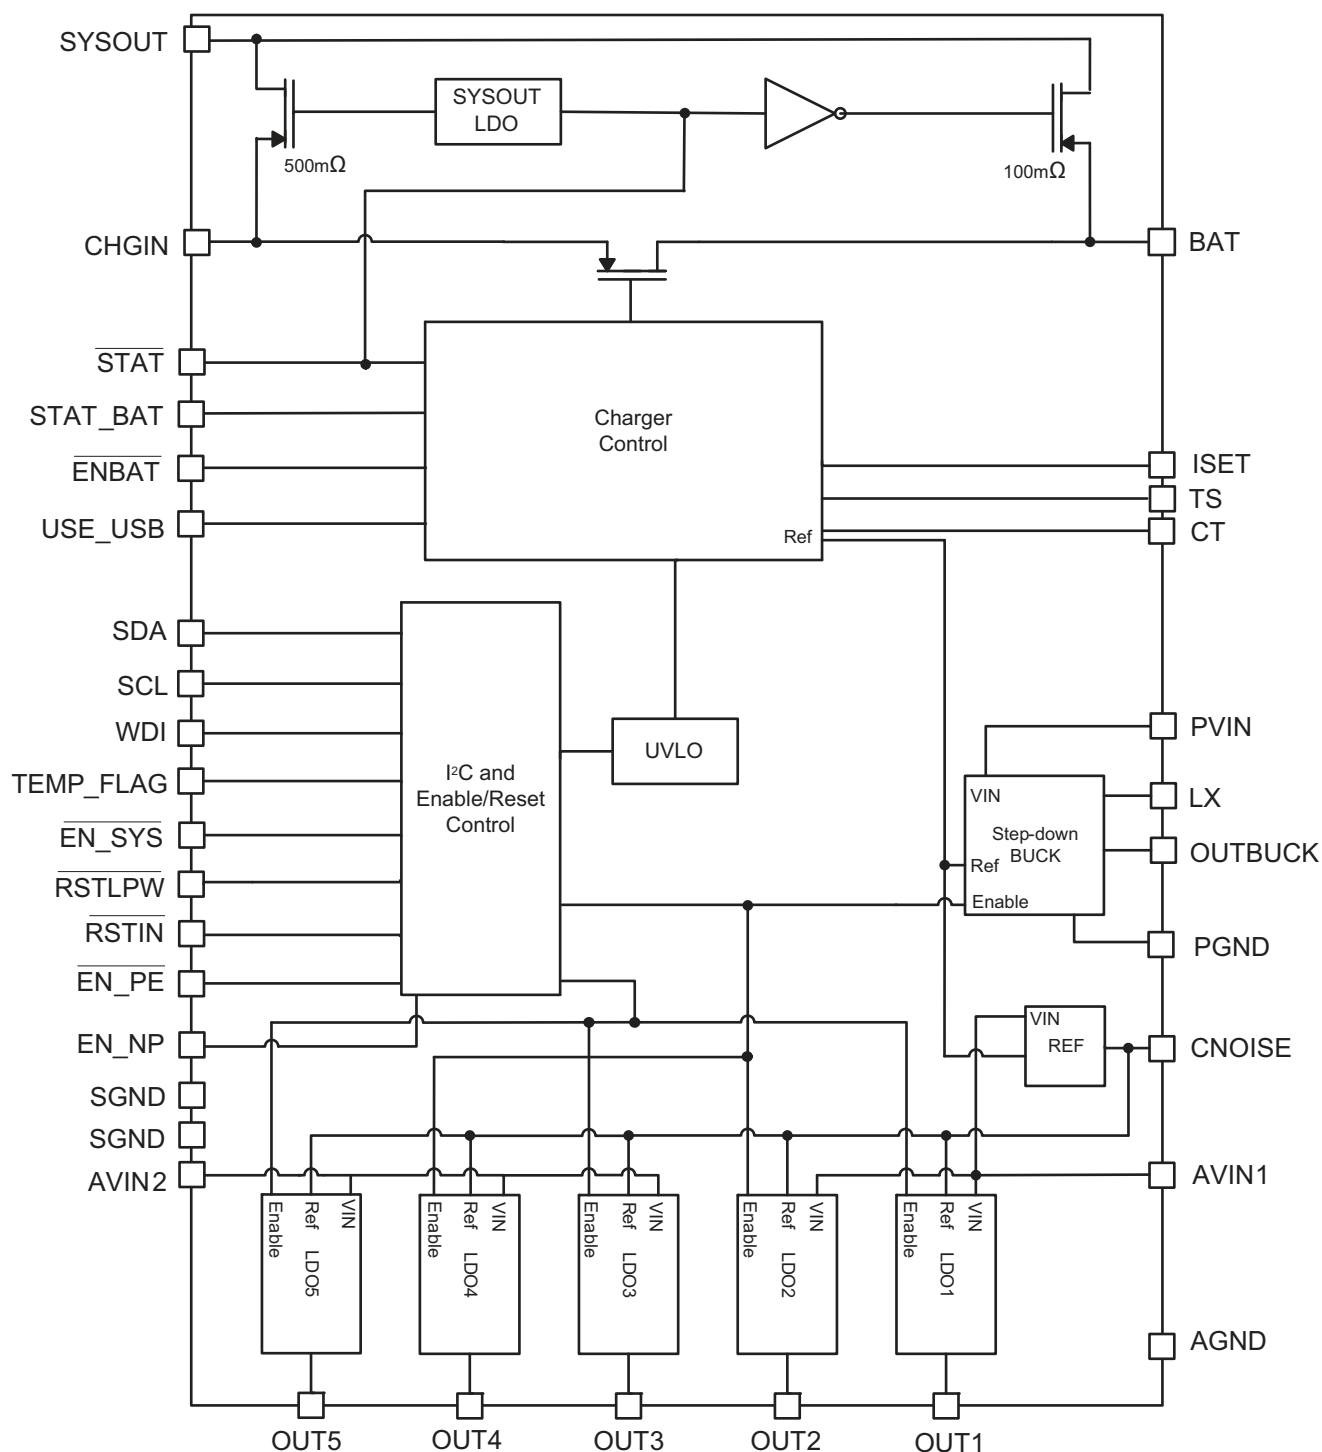 SYSOUT
SYSOUT
LDO
500mΩ
100mΩ
CHGIN
BAT
STAT
STAT_BAT
ENBAT
USE_USB
Charger
Control
Ref
ISET
TS
CT
SDA
SCL
WDI
TEMP_FLAG
EN_SYS
RSTLPW
RSTIN
EN_PE
EN_NP
SGND
SGND
AVIN2
I²C and
Enable/Reset
Control
UVLO
VIN
Step-down
BUCK
Ref
Enable
PVIN
LX
OUTBUCK
PGND
VIN
REF
CNOISE
AVIN1
AGND
Enable
Ref
VIN
LDO5
Enable
Ref
VIN
LDO4
Enable
Ref
VIN
LDO3
Enable
Ref
VIN
LDO2
Enable
Ref
VIN
LDO1
OUT5
OUT4
OUT3
OUT2
OUT1